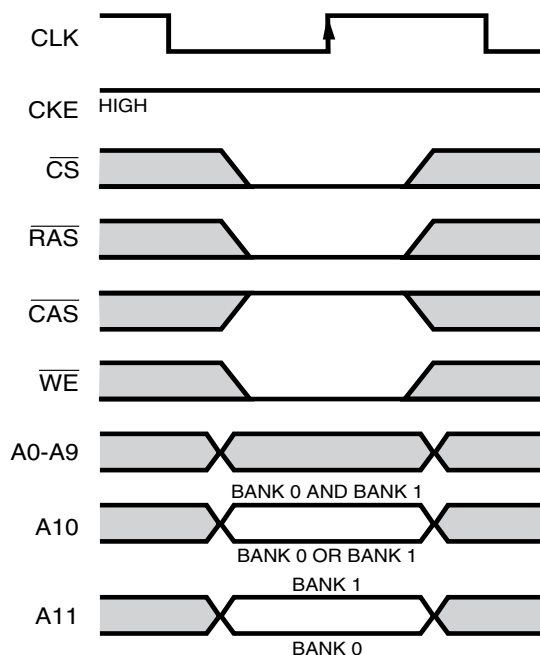 CLK
CKE
HIGH
CS
RAS
CAS
WE
A0-A9
BANK 0 AND BANK 1
A10
BANK 0 OR BANK 1
BANK 1
A11
BANK 0